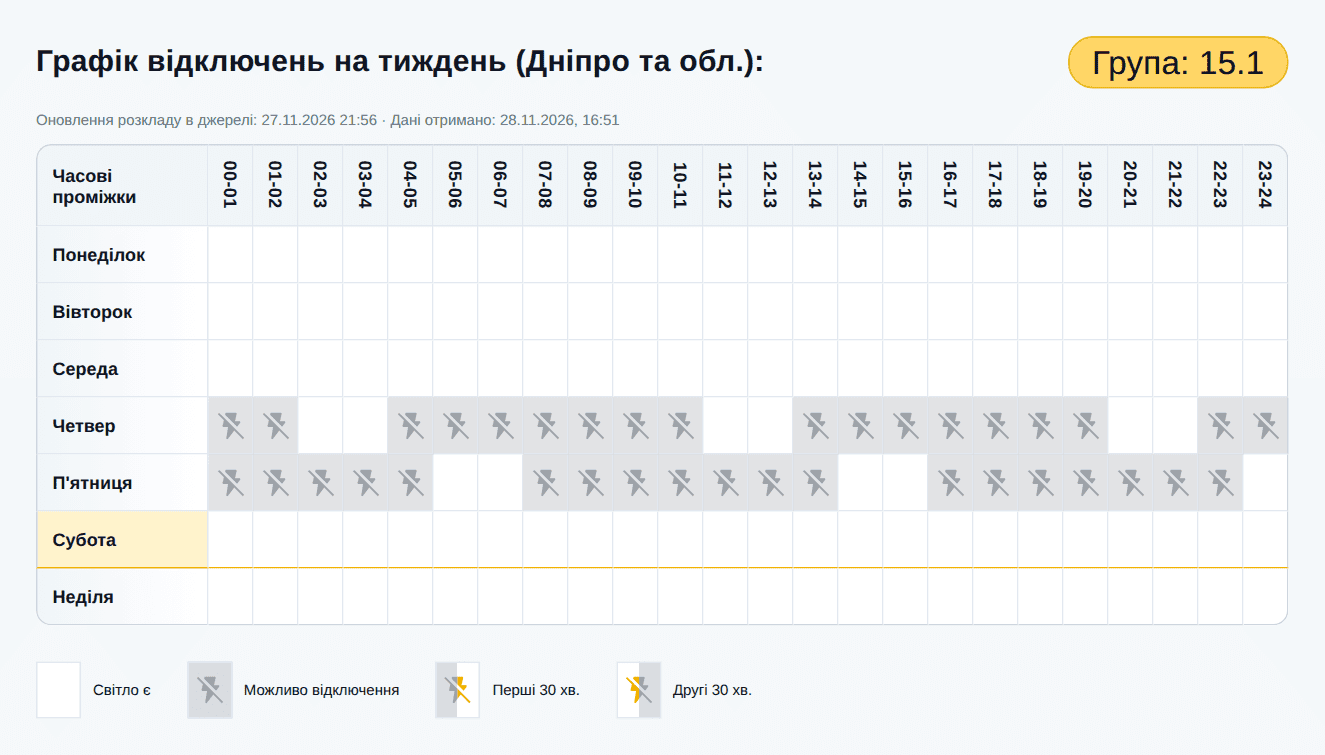 Графік відключень на тиждень (Дніпро та обл.):
Група: 15.1
Оновлення розкладу в джерелі: 27.11.2026 21:56 · Дані отримано: 28.11.2026, 16:51
Часові
проміжки
00-01
01-02
02-03
03-04
04-05
05-06
06-07
07-08
08-09
09-10
10-11
11-12
12-13
13-14
14-15
15-16
16-17
17-18
18-19
19-20
20-21
21-22
22-23
23-24
Понеділок
Вівторок
Середа
Четвер
П'ятниця
Субота
Неділя
Світло є
Можливо відключення
Перші 30 хв.
Другі 30 хв.